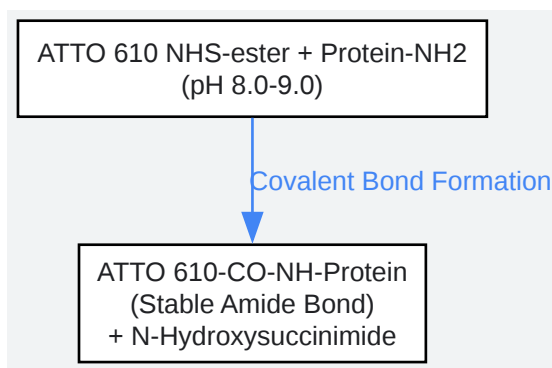 ATTO 610 NHS-ester + Protein-NH2
(pH 8.0-9.0)
Covalent Bond Formation
ATTO 610-CO-NH-Protein
(Stable Amide Bond)
+ N-Hydroxysuccinimide